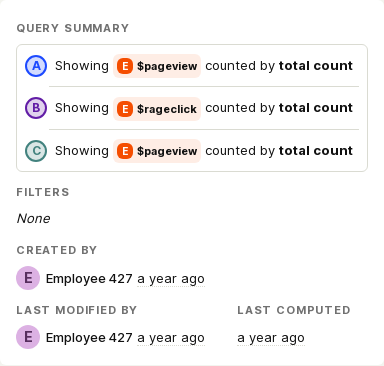 QUERY SUMMARY
A Showing E $pageview counted by total count
B Showing E $rageclick counted by total count
C Showing E $pageview counted by total count
FILTERS
None
CREATED BY
E Employee 427 a year ago
LAST MODIFIED BY LAST COMPUTED
E Employee 427 a year ago a year ago